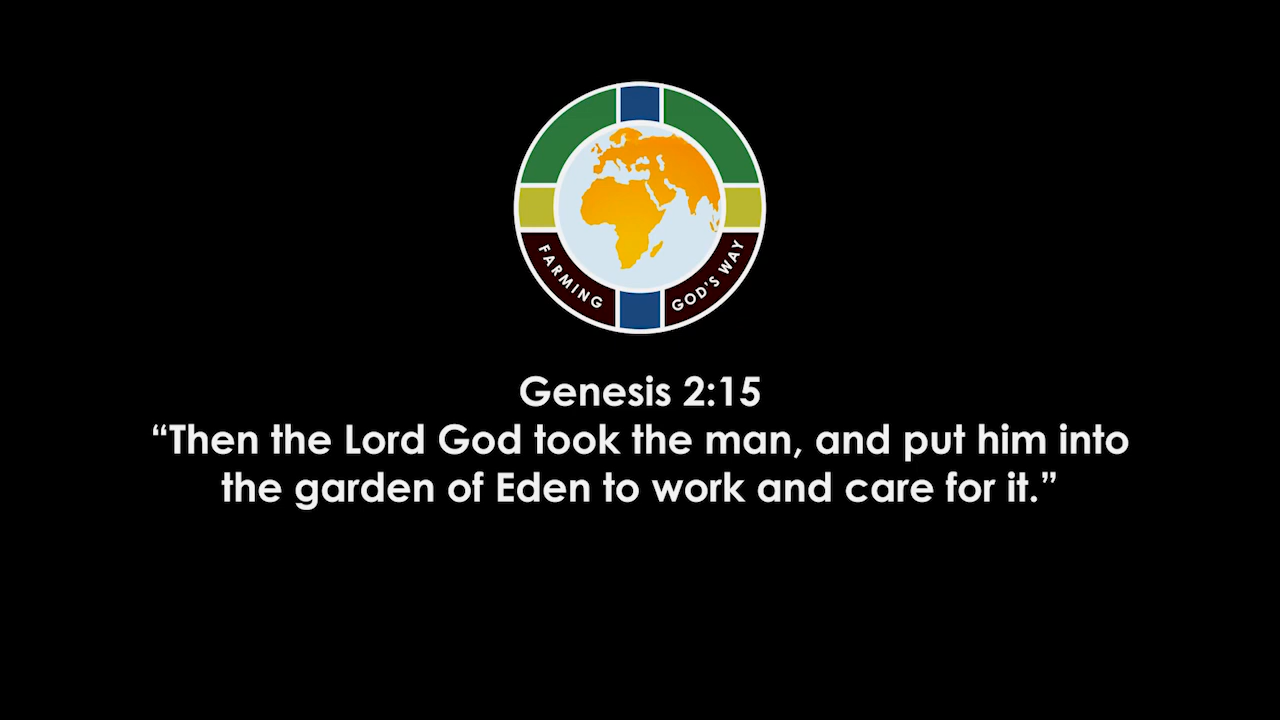 FARMING GOD'S WAY
Genesis 2:15
“Then the Lord God took the man, and put him into
the garden of Eden to work and care for it.”